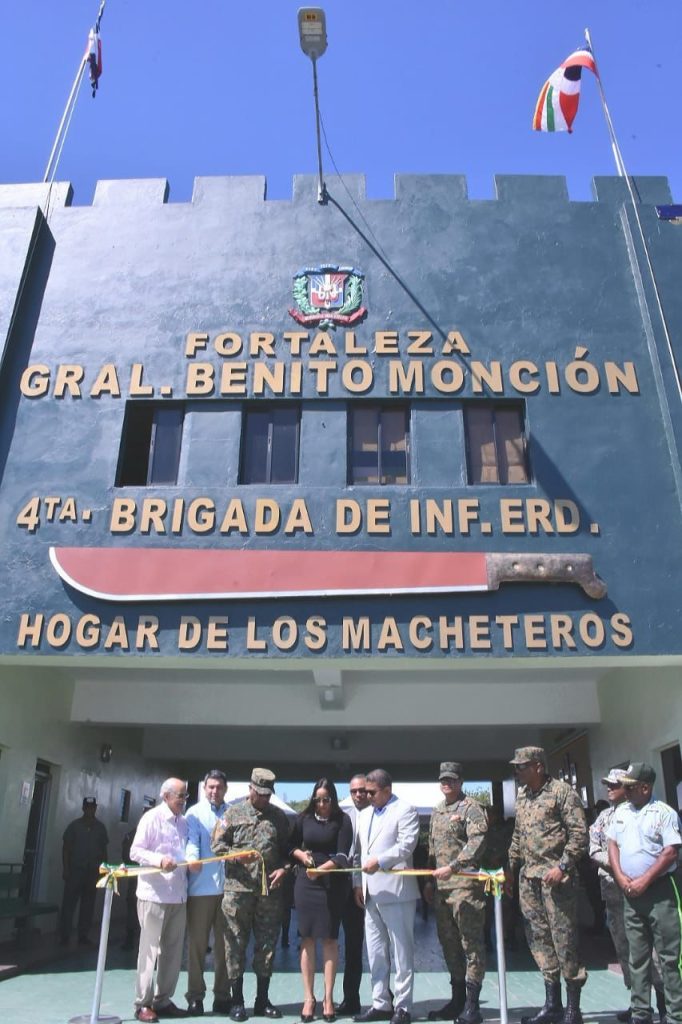 FORTALEZA
GRAL. BENITO MONCIÓN
4TA. BRIGADA DE INF. ERD.
HOGAR DE LOS MACHETEROS